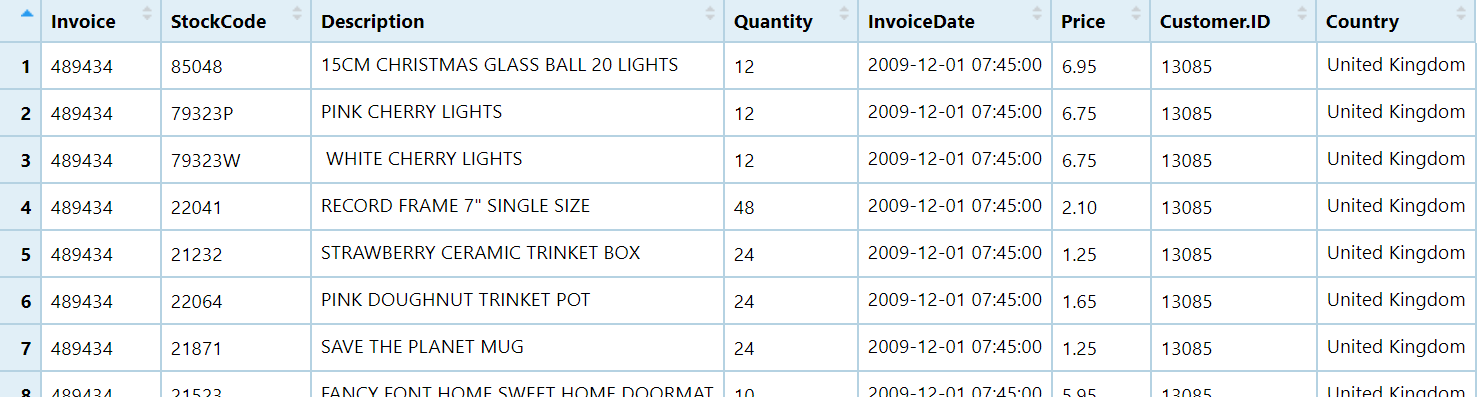 Invoice StockCode Description Quantity InvoiceDate Price Customer.ID Country
1 489434 85048 15CM CHRISTMAS GLASS BALL 20 LIGHTS 12 2009-12-01 07:45:00 6.95 13085 United Kingdom
2 489434 79323P PINK CHERRY LIGHTS 12 2009-12-01 07:45:00 6.75 13085 United Kingdom
3 489434 79323W WHITE CHERRY LIGHTS 12 2009-12-01 07:45:00 6.75 13085 United Kingdom
4 489434 22041 RECORD FRAME 7" SINGLE SIZE 48 2009-12-01 07:45:00 2.10 13085 United Kingdom
5 489434 21232 STRAWBERRY CERAMIC TRINKET BOX 24 2009-12-01 07:45:00 1.25 13085 United Kingdom
6 489434 22064 PINK DOUGHNUT TRINKET POT 24 2009-12-01 07:45:00 1.65 13085 United Kingdom
7 489434 21871 SAVE THE PLANET MUG 24 2009-12-01 07:45:00 1.25 13085 United Kingdom
8 489434 21523 FANCY FONT HOME SWEET HOME DOORMAT 10 2009-12-01 07:45:00 5.95 13085 United Kingdom